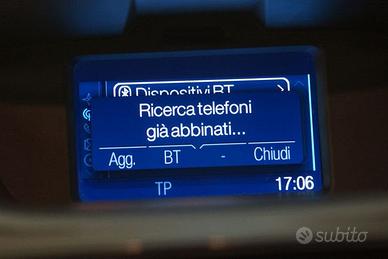 Dispositivi BT
Ricerca telefoni
già abbinati...
Agg. BT - Chiudi
TP 17:06
subito